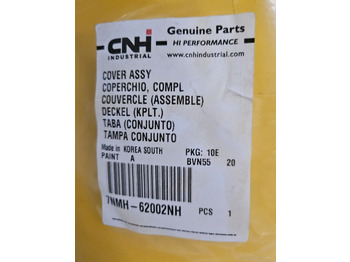 CNH
INDUSTRIAL
Genuine Parts
HI PERFORMANCE
www.cnhindustrial.com
COVER ASSY
COPERCHIO, COMPL
COUVERCLE (ASSEMBLE)
DECKEL (KPLT.)
TABA (CONJUNTO)
TAMPA CONJUNTO
Made in KOREA SOUTH PKG: 10E
PAINT A BVN55 20
7NMH-62002NH PCS 1